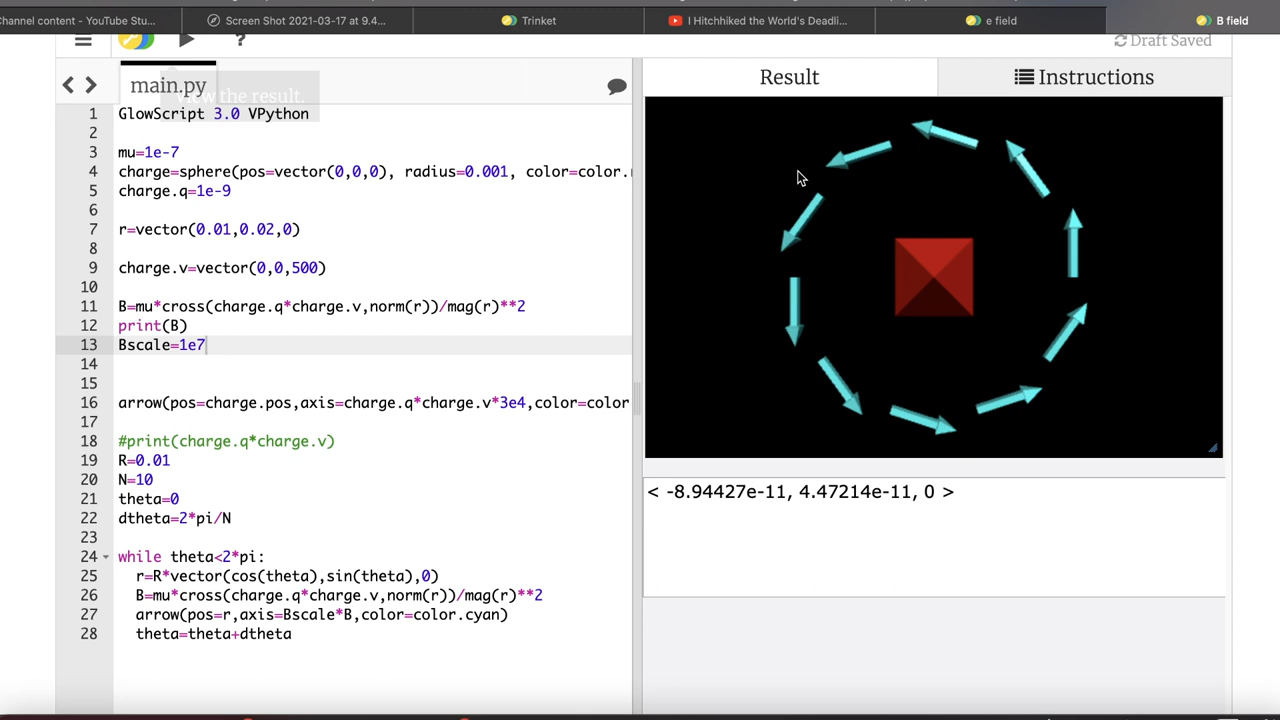 Channel content - YouTube Stu...
Screen Shot 2021-03-17 at 9.4...
Trinket
I Hitchhiked the World's Deadli...
e field
B field
?
Draft Saved
main.py
View the result.
Result
Instructions
1 GlowScript 3.0 VPython
2
3 mu=1e-7
4 charge=sphere(pos=vector(0,0,0), radius=0.001, color=color.
5 charge.q=1e-9
6
7 r=vector(0.01,0.02,0)
8
9 charge.v=vector(0,0,500)
10
11 B=mu*cross(charge.q*charge.v,norm(r))/mag(r)**2
12 print(B)
13 Bscale=1e7
14
15
16 arrow(pos=charge.pos,axis=charge.q*charge.v*3e4,color=color
17
18 #print(charge.q*charge.v)
19 R=0.01
20 N=10
21 theta=0
22 dtheta=2*pi/N
23
24 while theta<2*pi:
25 r=R*vector(cos(theta),sin(theta),0)
26 B=mu*cross(charge.q*charge.v,norm(r))/mag(r)**2
27 arrow(pos=r,axis=Bscale*B,color=color.cyan)
28 theta=theta+dtheta
< -8.94427e-11, 4.47214e-11, 0 >